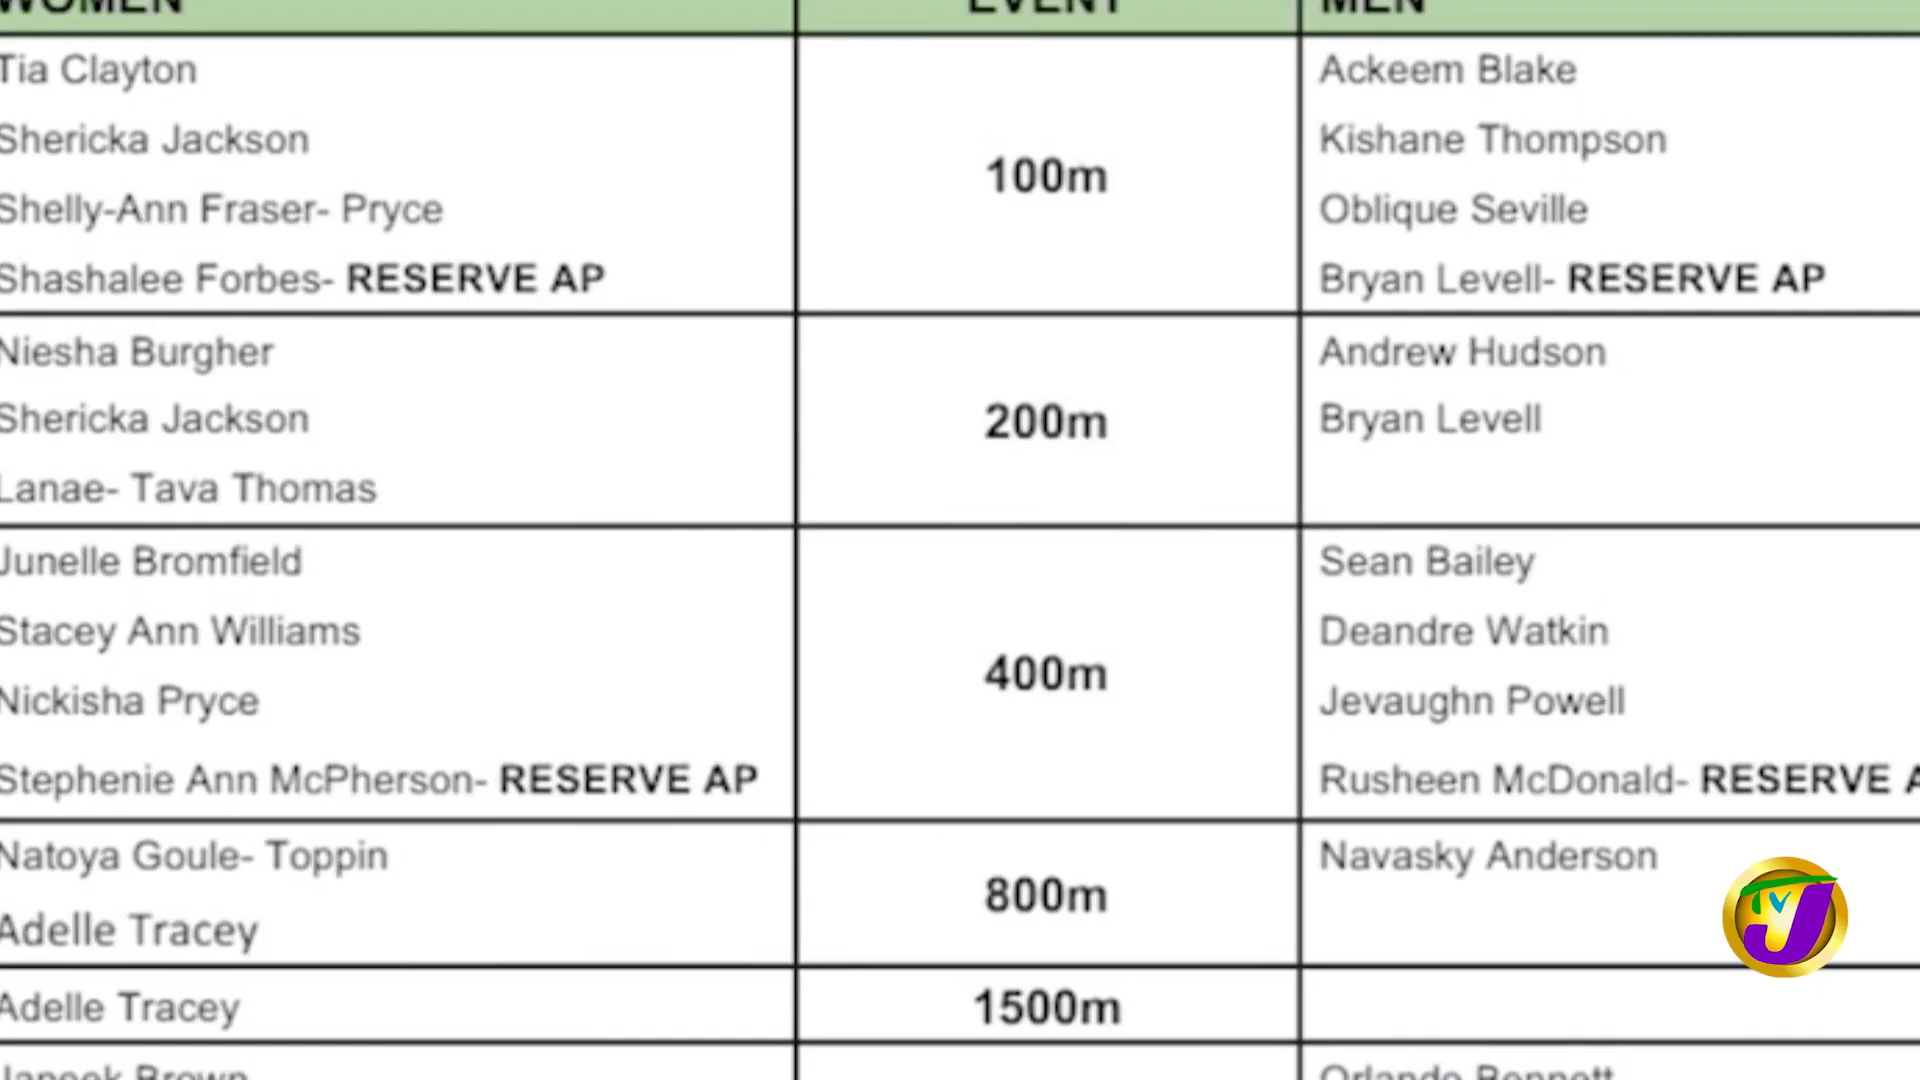 WOMEN EVENT MEN
Tia Clayton
Shericka Jackson
Shelly-Ann Fraser- Pryce
Shashalee Forbes- RESERVE AP
100m
Ackeem Blake
Kishane Thompson
Oblique Seville
Bryan Levell- RESERVE AP
Niesha Burgher
Shericka Jackson
Lanae- Tava Thomas
200m
Andrew Hudson
Bryan Levell
Junelle Bromfield
Stacey Ann Williams
Nickisha Pryce
Stephenie Ann McPherson- RESERVE AP
400m
Sean Bailey
Deandre Watkin
Jevaughn Powell
Rusheen McDonald- RESERVE A
Natoya Goule- Toppin
Adelle Tracey
800m
Navasky Anderson
Adelle Tracey
1500m
Janeek Brown
Orlando Bennett
TVJ